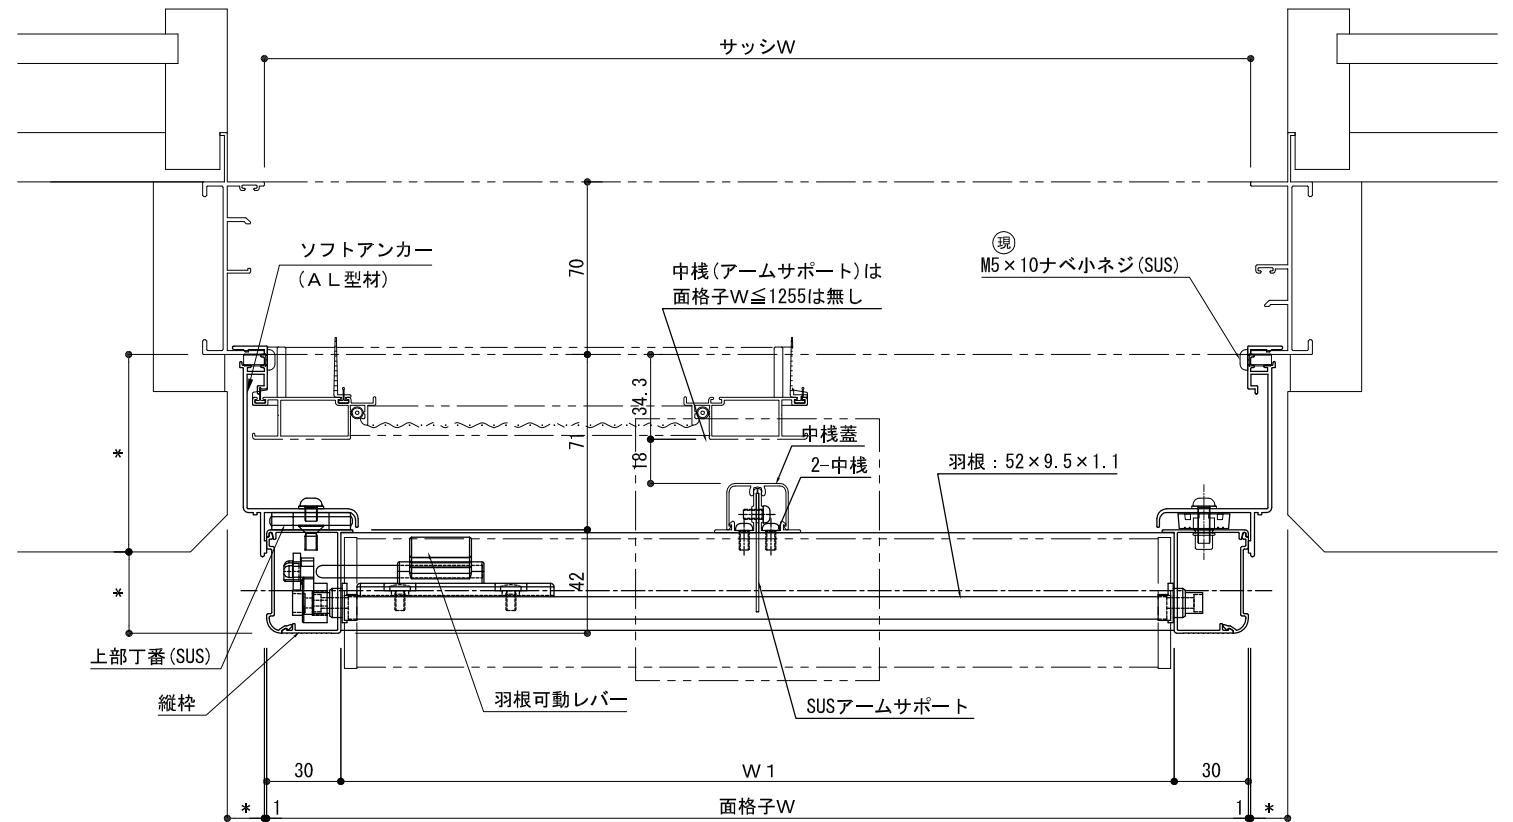 サッシW
ソフトアンカー
(AL型材)
70
中桟(アームサポート)は
面格子W≦1255は無し
現
M5×10ナベ小ネジ(SUS)
34.3
71
18
中桟蓋
2-中桟
羽根:52×9.5×1.1
*
*
42
上部丁番(SUS)
縦枠
羽根可動レバー
SUSアームサポート
30
W1
30
*
1
面格子W
1
*